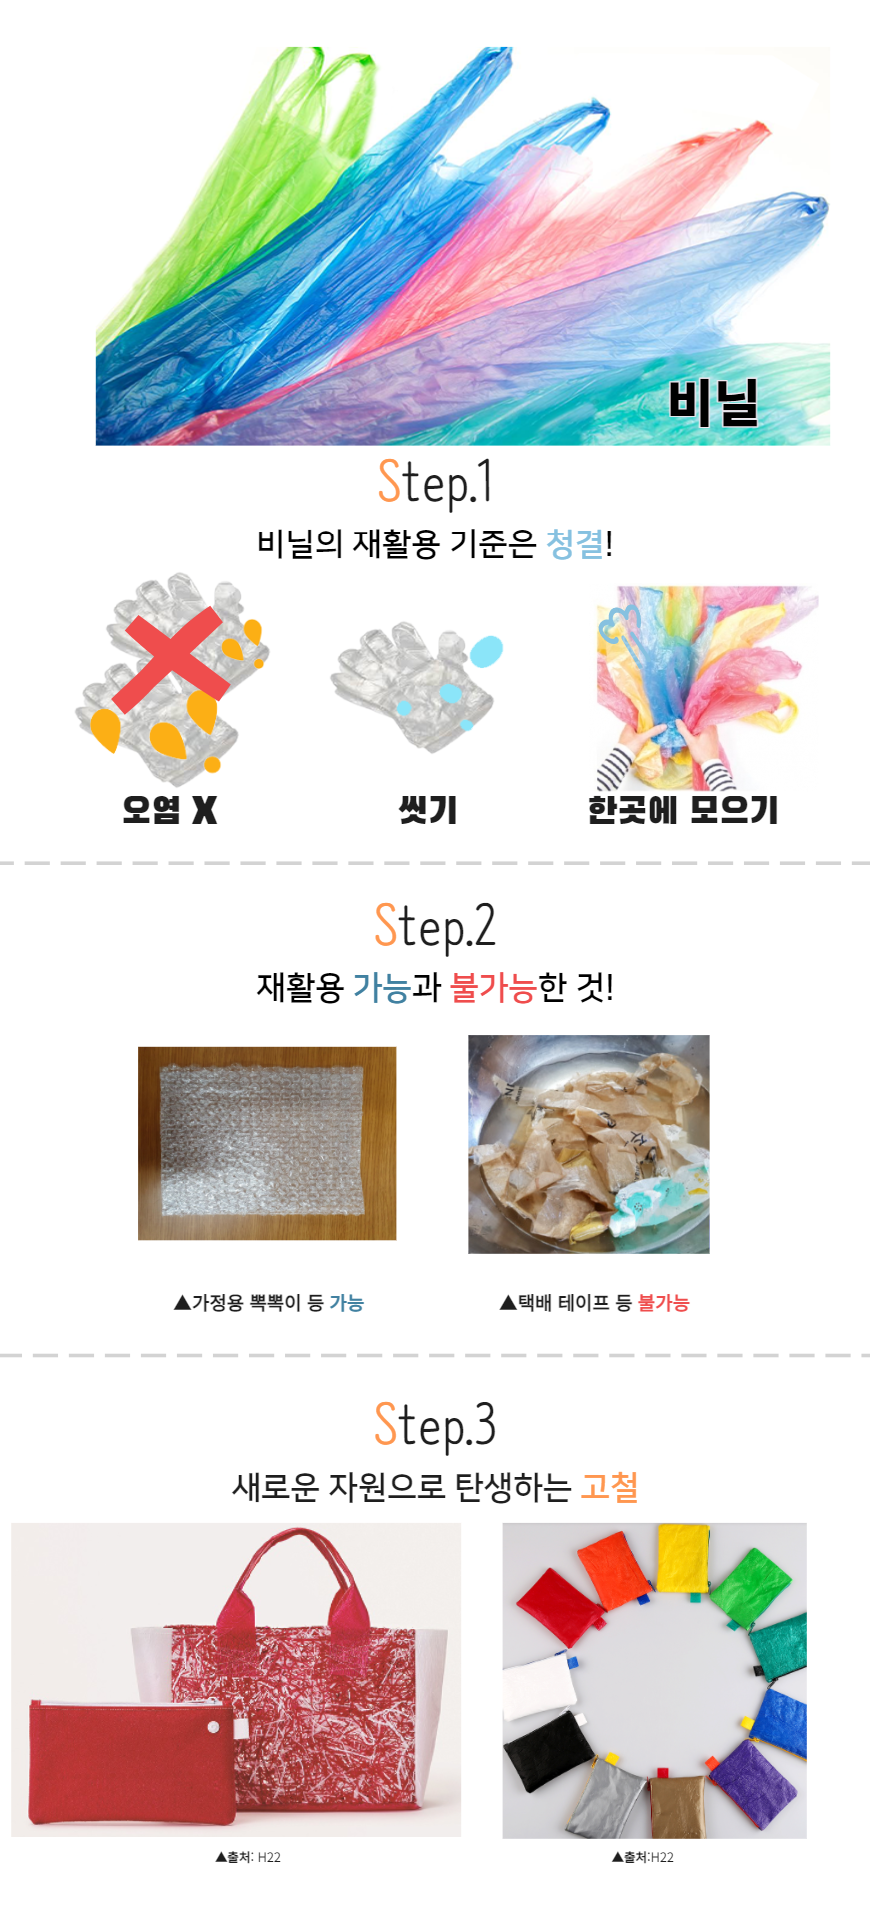 비닐
Step.1
비닐의 재활용 기준은 청결!
오염 X
씻기
한곳에 모으기
Step.2
재활용 가능과 불가능한 것!
▲가정용 뽁뽁이 등 가능
▲택배 테이프 등 불가능
Step.3
새로운 자원으로 탄생하는 고철
▲출처: H22
▲출처:H22